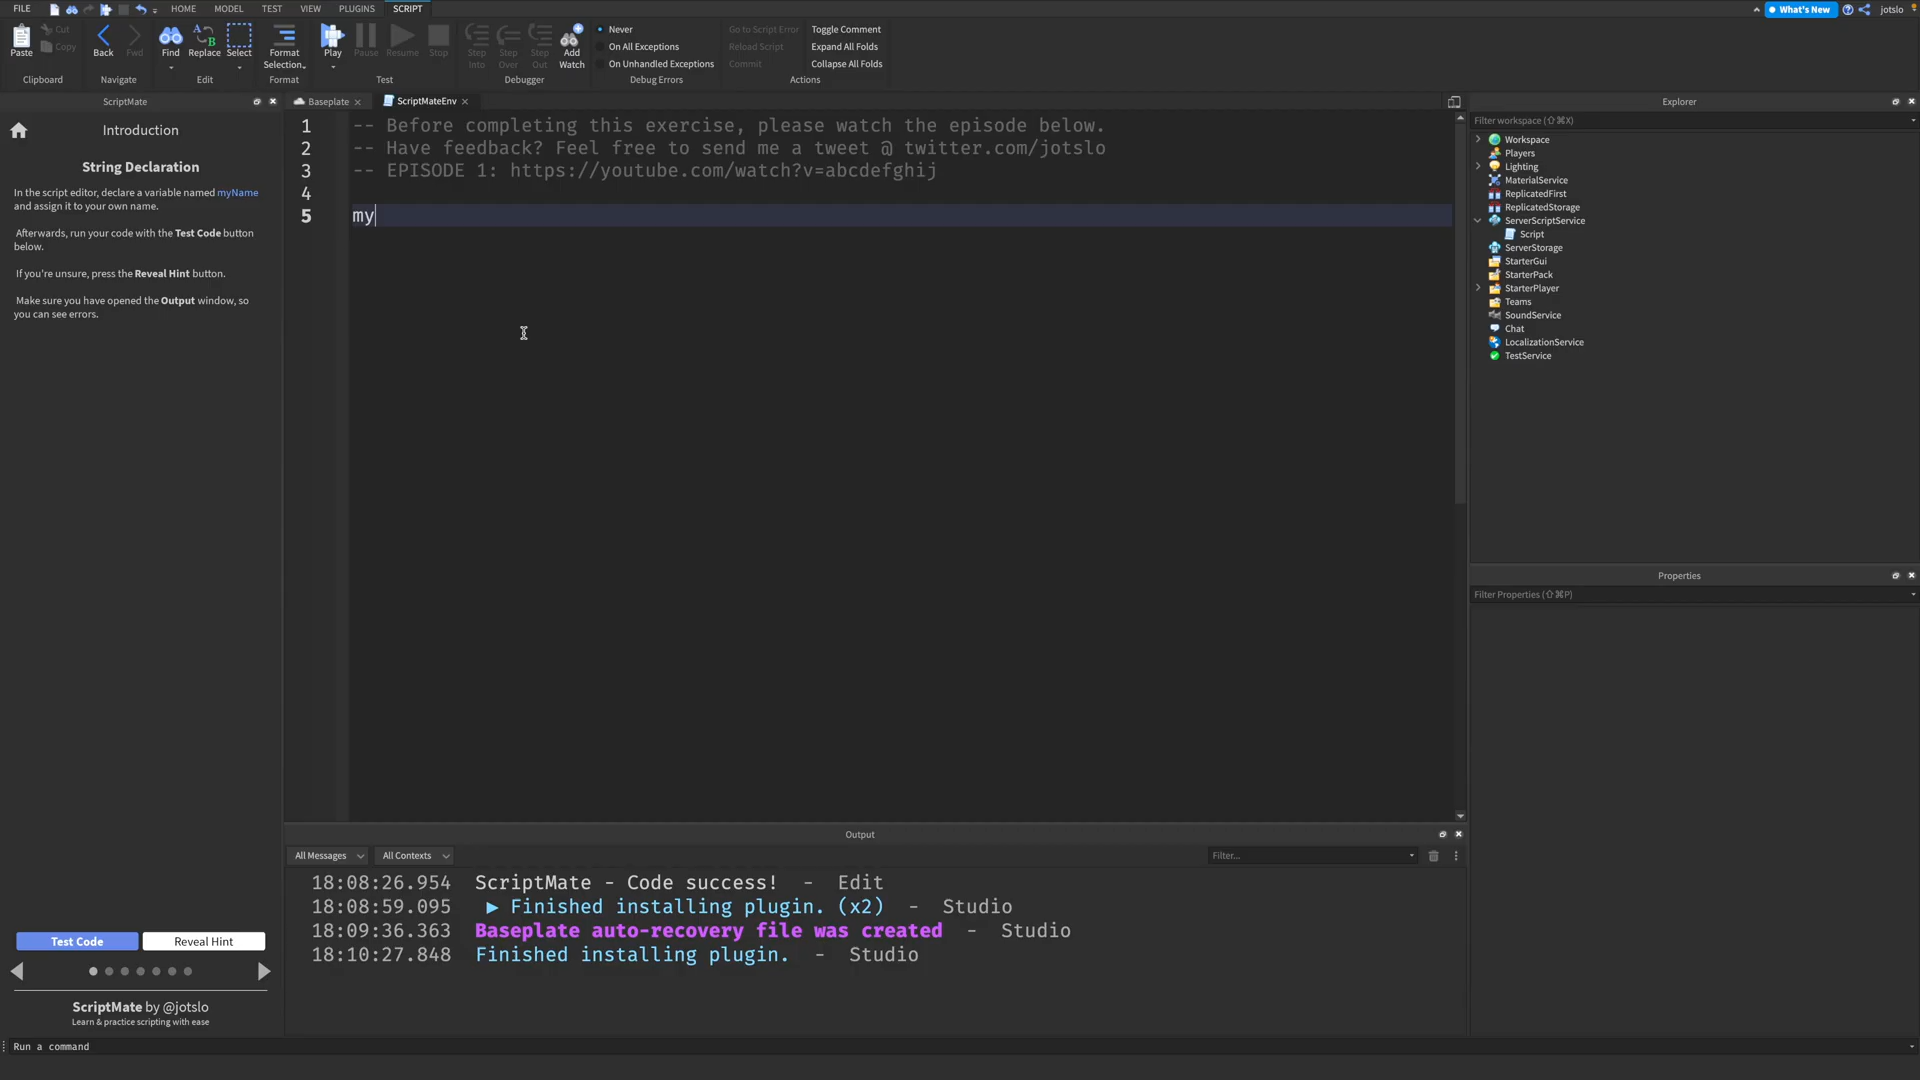 FILE HOME MODEL TEST VIEW PLUGINS SCRIPT What's New jotslo
Paste Cut Copy Clipboard
Back Fwd Navigate
Find Replace Select Edit
Format Selection Format
Play Pause Resume Stop Test
Step Into Step Over Step Out Add Watch Debugger
Never
On All Exceptions
On Unhandled Exceptions
Debug Errors
Go to Script Error
Reload Script
Commit
Toggle Comment
Expand All Folds
Collapse All Folds
Actions
ScriptMate
Introduction
String Declaration
In the script editor, declare a variable named myName
and assign it to your own name.
Afterwards, run your code with the Test Code button
below.
If you're unsure, press the Reveal Hint button.
Make sure you have opened the Output window, so
you can see errors.
Test Code Reveal Hint
ScriptMate by @jotslo
Learn & practice scripting with ease
Baseplate ScriptMateEnv
1 -- Before completing this exercise, please watch the episode below.
2 -- Have feedback? Feel free to send me a tweet @ twitter.com/jotslo
3 -- EPISODE 1: https://youtube.com/watch?v=abcdefghij
4
5 my
Output
All Messages All Contexts Filter...
18:08:26.954 ScriptMate - Code success! - Edit
18:08:59.095 ▶ Finished installing plugin. (x2) - Studio
18:09:36.363 Baseplate auto-recovery file was created - Studio
18:10:27.848 Finished installing plugin. - Studio
Explorer
Filter workspace (⇧⌘X)
Workspace
Players
Lighting
MaterialService
ReplicatedFirst
ReplicatedStorage
ServerScriptService
Script
ServerStorage
StarterGui
StarterPack
StarterPlayer
Teams
SoundService
Chat
LocalizationService
TestService
Properties
Filter Properties (⇧⌘P)
Run a command